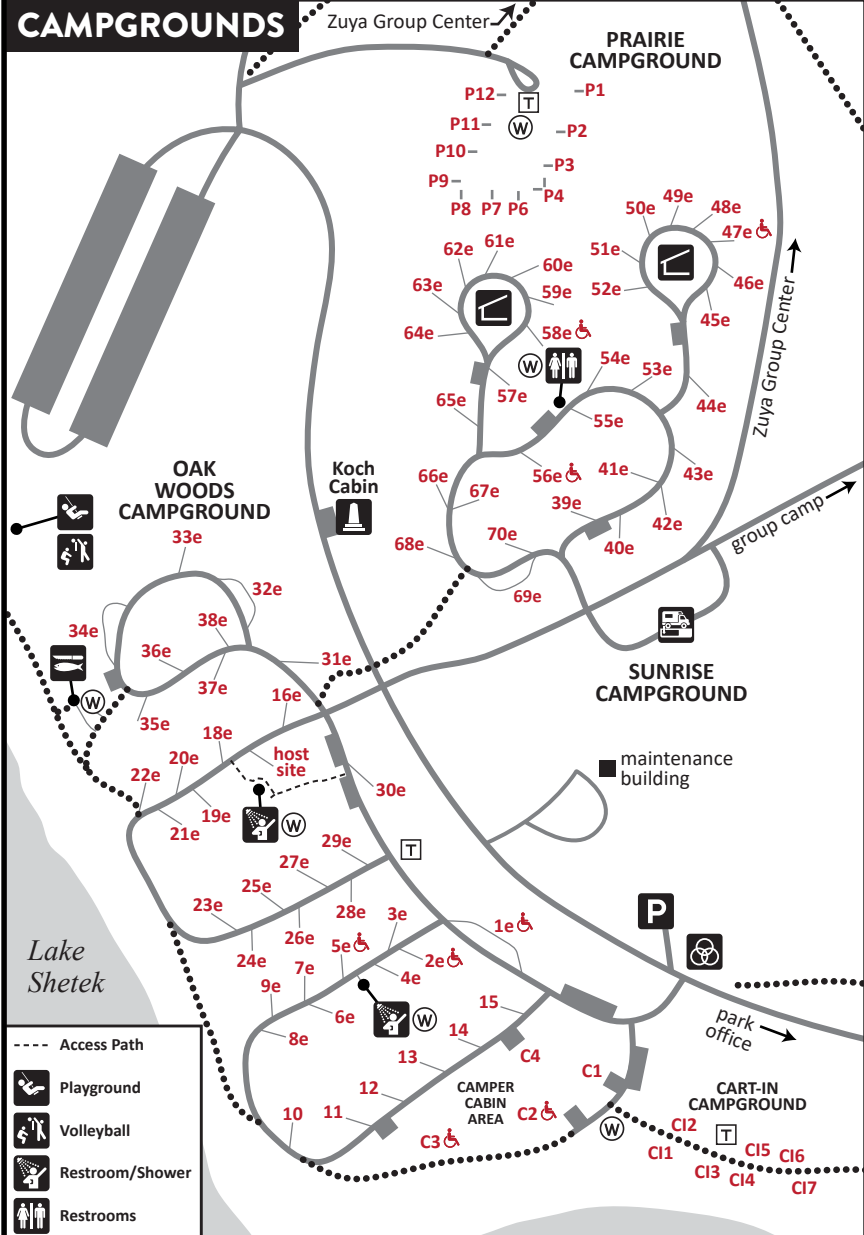 CAMPGROUNDS
Zuya Group Center
PRAIRIE
CAMPGROUND
P12
T
P1
P11
W
P2
P10
P3
P9
P4
P8
P7
P6
49e
50e
48e
47e
51e
46e
52e
45e
61e
62e
60e
63e
59e
64e
58e
W
57e
54e
53e
65e
55e
44e
Zuya Group Center
66e
67e
56e
41e
43e
39e
42e
40e
68e
70e
69e
group camp
OAK
WOODS
CAMPGROUND
Koch
Cabin
33e
32e
34e
38e
36e
31e
37e
W
35e
16e
SUNRISE
CAMPGROUND
18e
host
site
20e
22e
19e
21e
30e
W
maintenance
building
29e
T
27e
25e
28e
23e
26e
24e
3e
1e
5e
2e
7e
4e
9e
6e
8e
W
P
Lake
Shetek
15
14
13
12
11
10
C4
C1
C2
C3
CAMPER
CABIN
AREA
park
office
CART-IN
CAMPGROUND
W
T
CI2
CI1
CI5
CI6
CI3
CI4
CI7
Access Path
Playground
Volleyball
Restroom/Shower
Restrooms